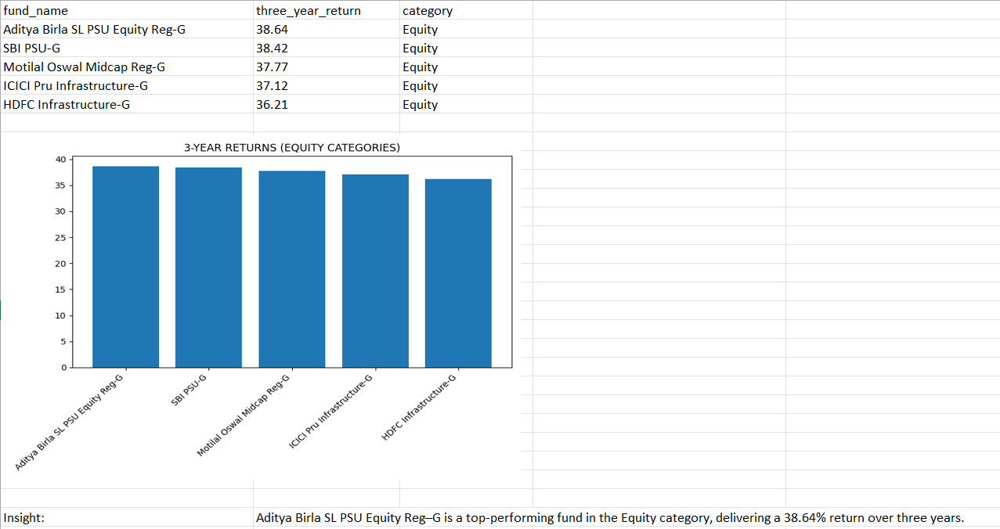 fund_name three_year_return category
Aditya Birla SL PSU Equity Reg-G 38.64 Equity
SBI PSU-G 38.42 Equity
Motilal Oswal Midcap Reg-G 37.77 Equity
ICICI Pru Infrastructure-G 37.12 Equity
HDFC Infrastructure-G 36.21 Equity
3-YEAR RETURNS (EQUITY CATEGORIES)
40
35
30
25
20
15
10
5
0
Aditya Birla SL PSU Equity Reg-G
SBI PSU-G
Motilal Oswal Midcap Reg-G
ICICI Pru Infrastructure-G
HDFC Infrastructure-G
Insight: Aditya Birla SL PSU Equity Reg–G is a top-performing fund in the Equity category, delivering a 38.64% return over three years.